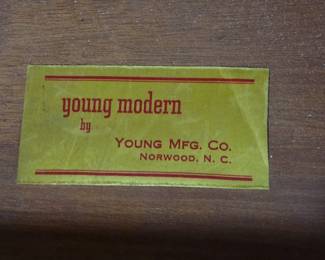 young modern
by
YOUNG MFG. CO.
NORWOOD, N. C.